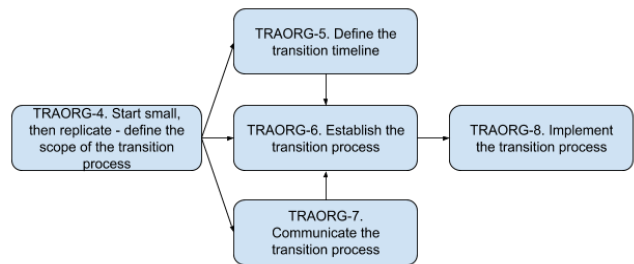 TRAORG-5. Define the
transition timeline
TRAORG-4. Start small,
then replicate - define the
scope of the transition
process
TRAORG-6. Establish the
transition process
TRAORG-8. Implement
the transition process
TRAORG-7.
Communicate the
transition process